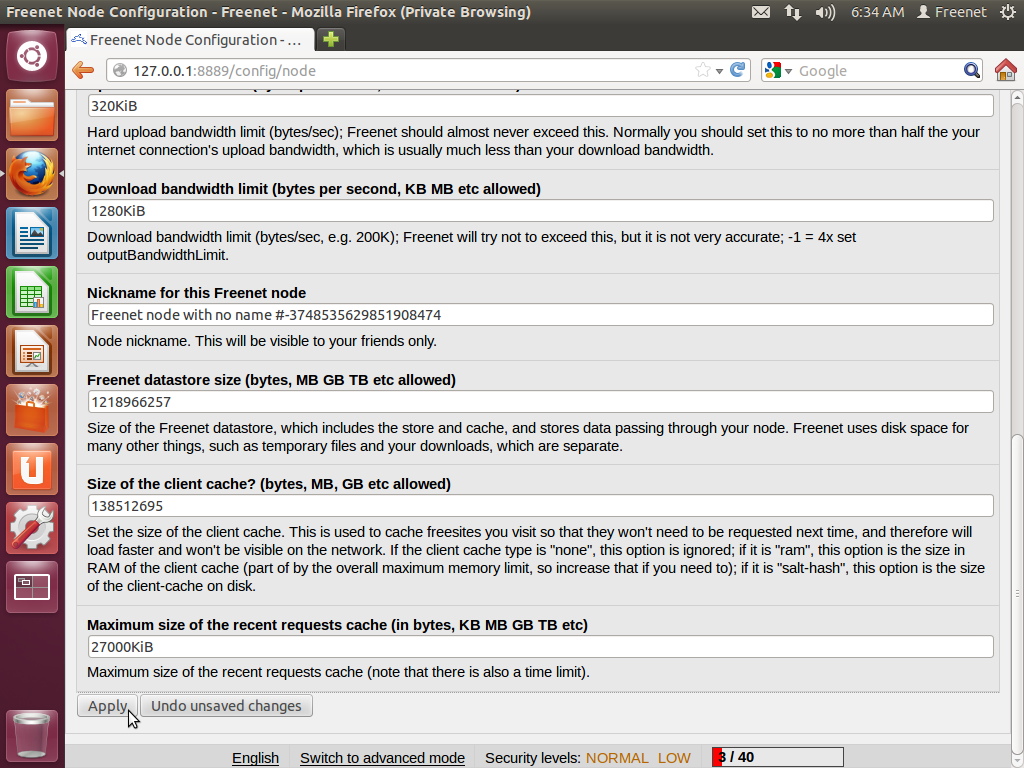 Freenet Node Configuration - Freenet - Mozilla Firefox (Private Browsing)
6:34 AM
Freenet
Freenet Node Configuration - ...
127.0.0.1:8889/config/node
Google
320KiB
Hard upload bandwidth limit (bytes/sec); Freenet should almost never exceed this. Normally you should set this to no more than half the your
internet connection's upload bandwidth, which is usually much less than your download bandwidth.
Download bandwidth limit (bytes per second, KB MB etc allowed)
1280KiB
Download bandwidth limit (bytes/sec, e.g. 200K); Freenet will try not to exceed this, but it is not very accurate; -1 = 4x set
outputBandwidthLimit.
Nickname for this Freenet node
Freenet node with no name #-3748535629851908474
Node nickname. This will be visible to your friends only.
Freenet datastore size (bytes, MB GB TB etc allowed)
1218966257
Size of the Freenet datastore, which includes the store and cache, and stores data passing through your node. Freenet uses disk space for
many other things, such as temporary files and your downloads, which are separate.
Size of the client cache? (bytes, MB, GB etc allowed)
138512695
Set the size of the client cache. This is used to cache freesites you visit so that they won't need to be requested next time, and therefore will
load faster and won't be visible on the network. If the client cache type is "none", this option is ignored; if it is "ram", this option is the size in
RAM of the client cache (part of by the overall maximum memory limit, so increase that if you need to); if it is "salt-hash", this option is the size
of the client-cache on disk.
Maximum size of the recent requests cache (in bytes, KB MB GB TB etc)
27000KiB
Maximum size of the recent requests cache (note that there is also a time limit).
Apply
Undo unsaved changes
English
Switch to advanced mode
Security levels: NORMAL LOW
3 / 40